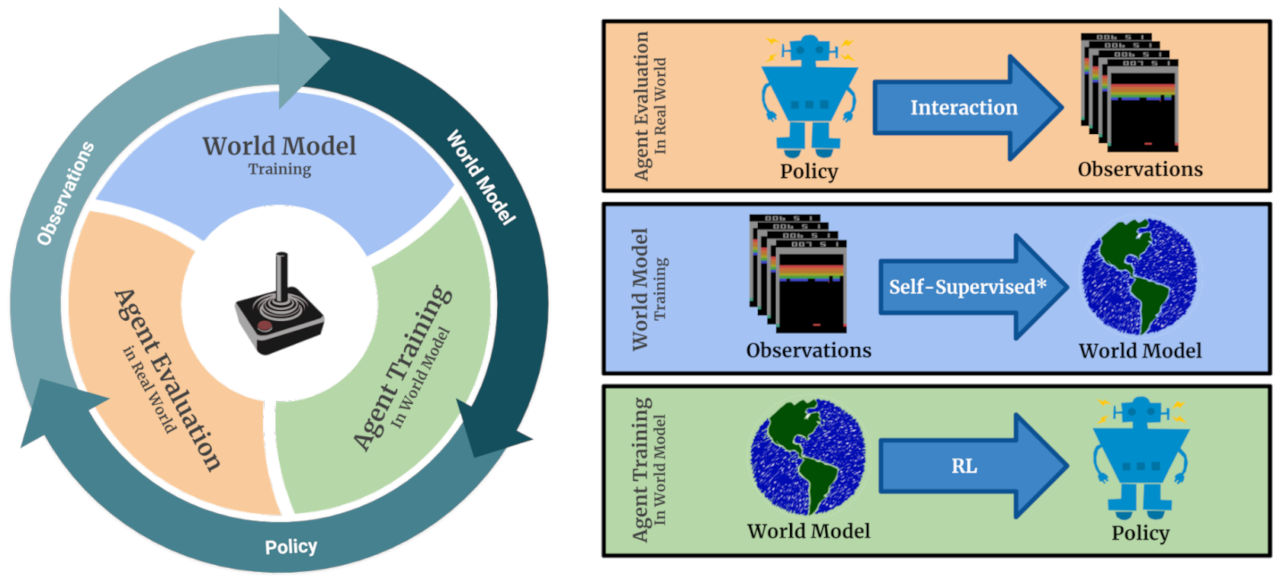 World Model
Training
Observations
World Model
Agent Evaluation
in Real World
Agent Training
In World Model
Policy
Agent Evaluation
In Real World
Policy
Interaction
Observations
World Model
Training
Observations
Self-Supervised*
World Model
Agent Training
In World Model
World Model
RL
Policy